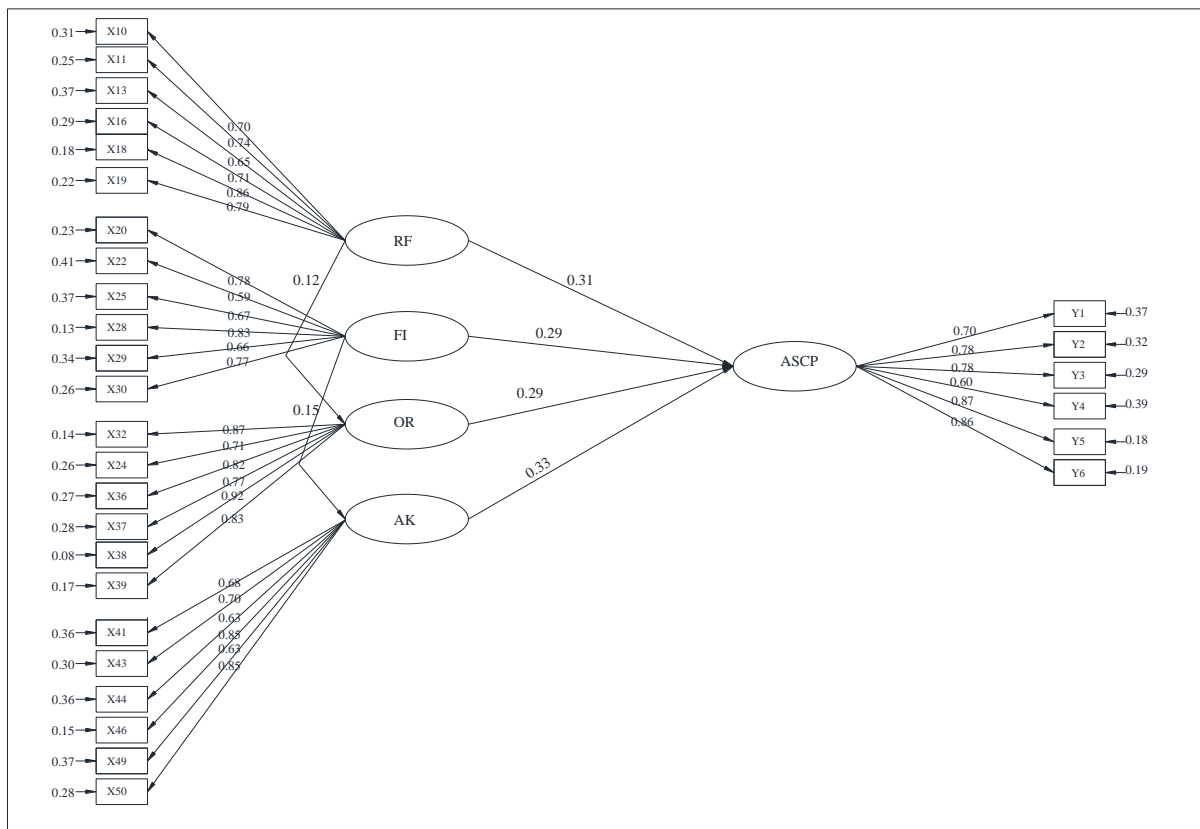 0.31 X10
0.25 X11
0.37 X13
0.29 X16
0.18 X18
0.22 X19
0.70
0.74
0.65
0.71
0.86
0.79
0.23 X20
0.41 X22
0.37 X25
0.13 X28
0.34 X29
0.26 X30
0.78
0.59
0.67
0.83
0.66
0.77
0.14 X32
0.26 X24
0.27 X36
0.28 X37
0.08 X38
0.17 X39
0.87
0.71
0.82
0.77
0.92
0.83
0.36 X41
0.30 X43
0.36 X44
0.15 X46
0.37 X49
0.28 X50
0.68
0.70
0.63
0.85
0.63
0.85
RF
FI
OR
AK
0.12
0.15
0.31
0.29
0.29
0.33
ASCP
0.70
0.78
0.78
0.60
0.87
0.86
Y1 0.37
Y2 0.32
Y3 0.29
Y4 0.39
Y5 0.18
Y6 0.19